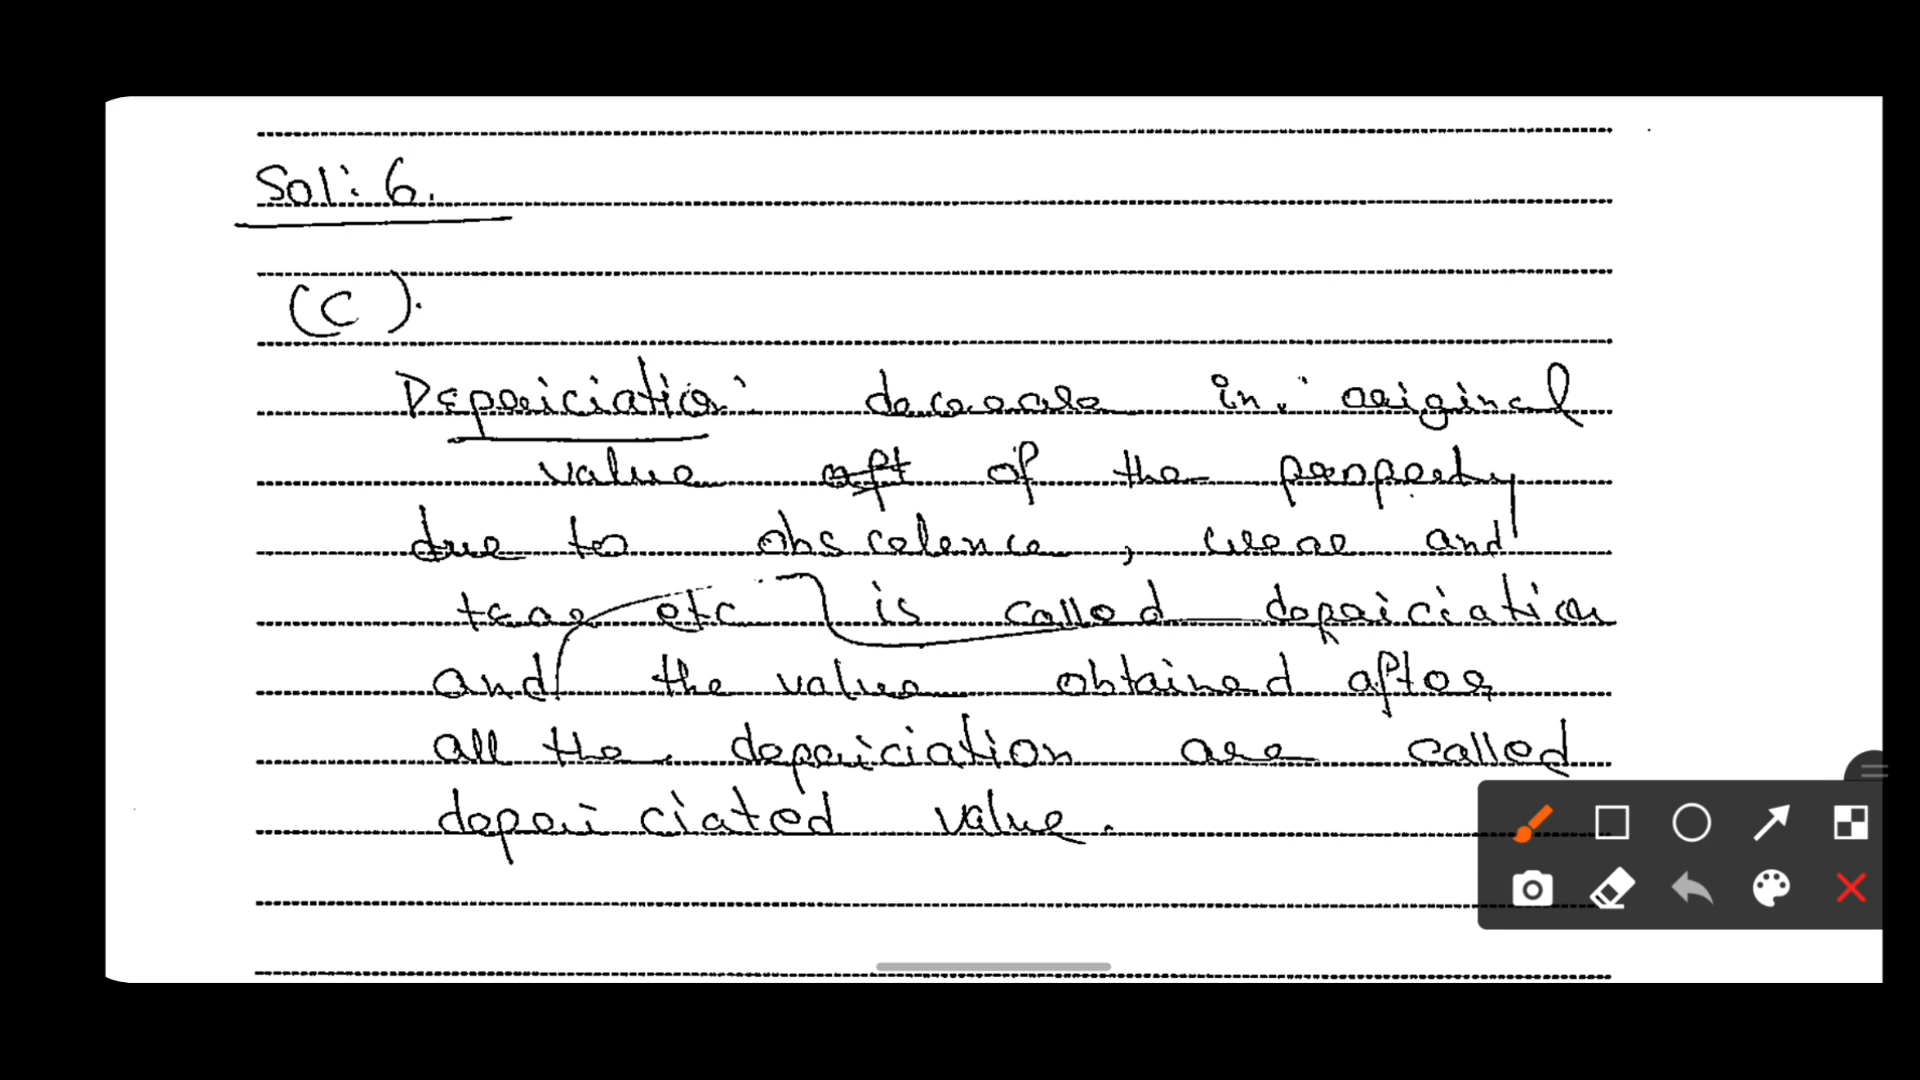 Sol: 6.
(C).
Depriciation: decrease in original
value aft of the property
due to obscelence, wear and
tear etc is called depriciation
and the value obtained after
all the depriciation are called
depriciated value.